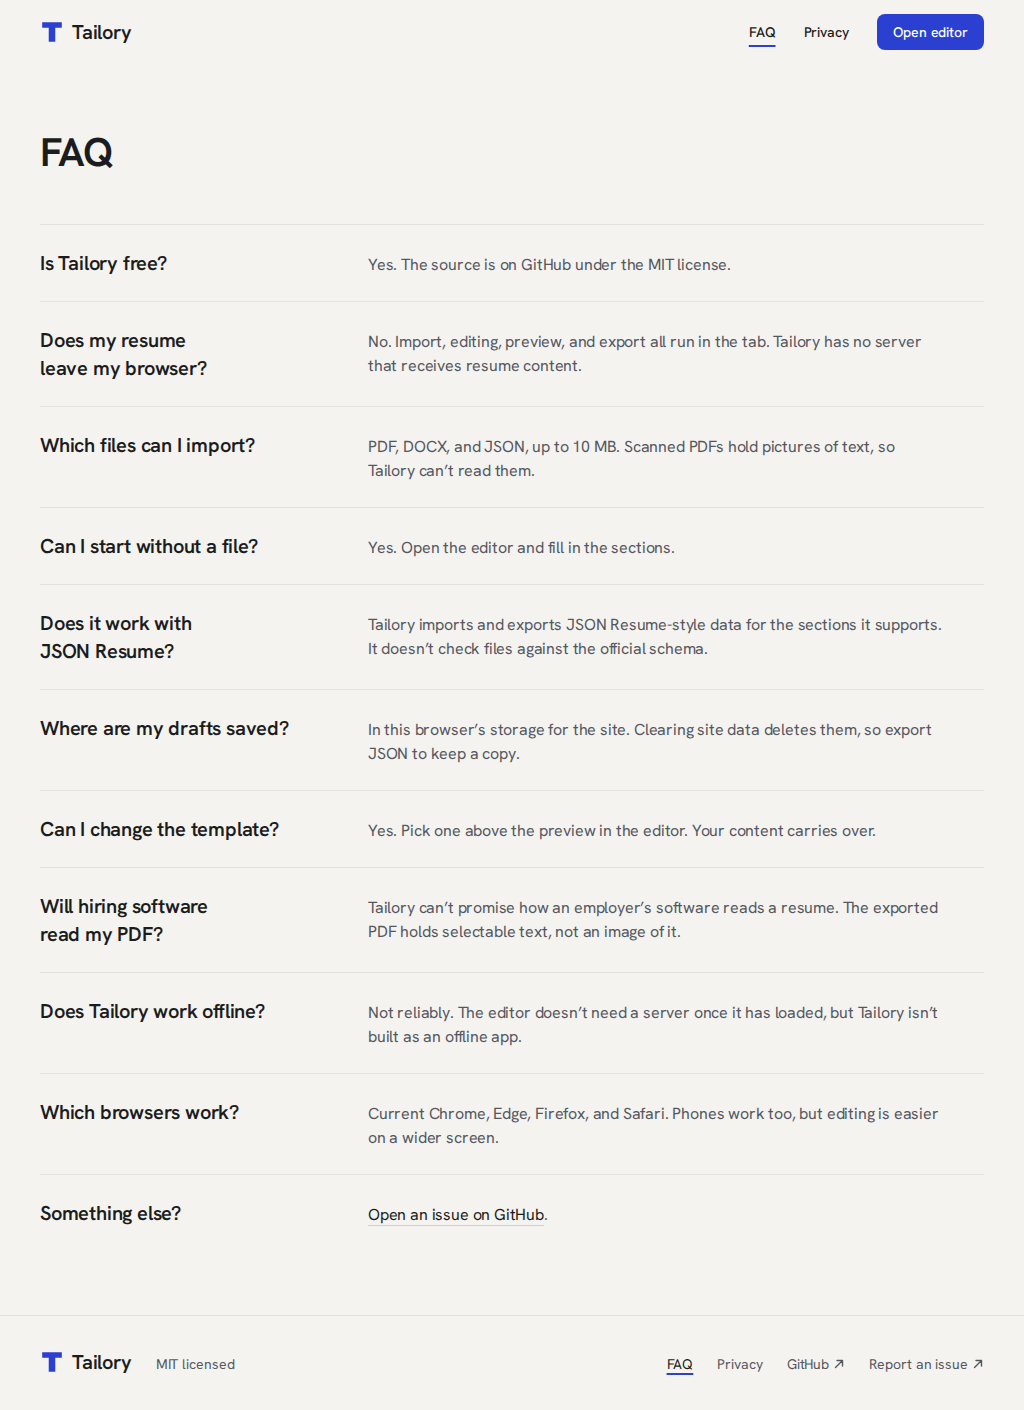 Tailory
FAQ
Privacy
Open editor
FAQ
Is Tailory free?
Yes. The source is on GitHub under the MIT license.
Does my resume
leave my browser?
No. Import, editing, preview, and export all run in the tab. Tailory has no server
that receives resume content.
Which files can I import?
PDF, DOCX, and JSON, up to 10 MB. Scanned PDFs hold pictures of text, so
Tailory can’t read them.
Can I start without a file?
Yes. Open the editor and fill in the sections.
Does it work with
JSON Resume?
Tailory imports and exports JSON Resume-style data for the sections it supports.
It doesn’t check files against the official schema.
Where are my drafts saved?
In this browser’s storage for the site. Clearing site data deletes them, so export
JSON to keep a copy.
Can I change the template?
Yes. Pick one above the preview in the editor. Your content carries over.
Will hiring software
read my PDF?
Tailory can’t promise how an employer’s software reads a resume. The exported
PDF holds selectable text, not an image of it.
Does Tailory work offline?
Not reliably. The editor doesn’t need a server once it has loaded, but Tailory isn’t
built as an offline app.
Which browsers work?
Current Chrome, Edge, Firefox, and Safari. Phones work too, but editing is easier
on a wider screen.
Something else?
Open an issue on GitHub.
Tailory
MIT licensed
FAQ
Privacy
GitHub ↗
Report an issue ↗